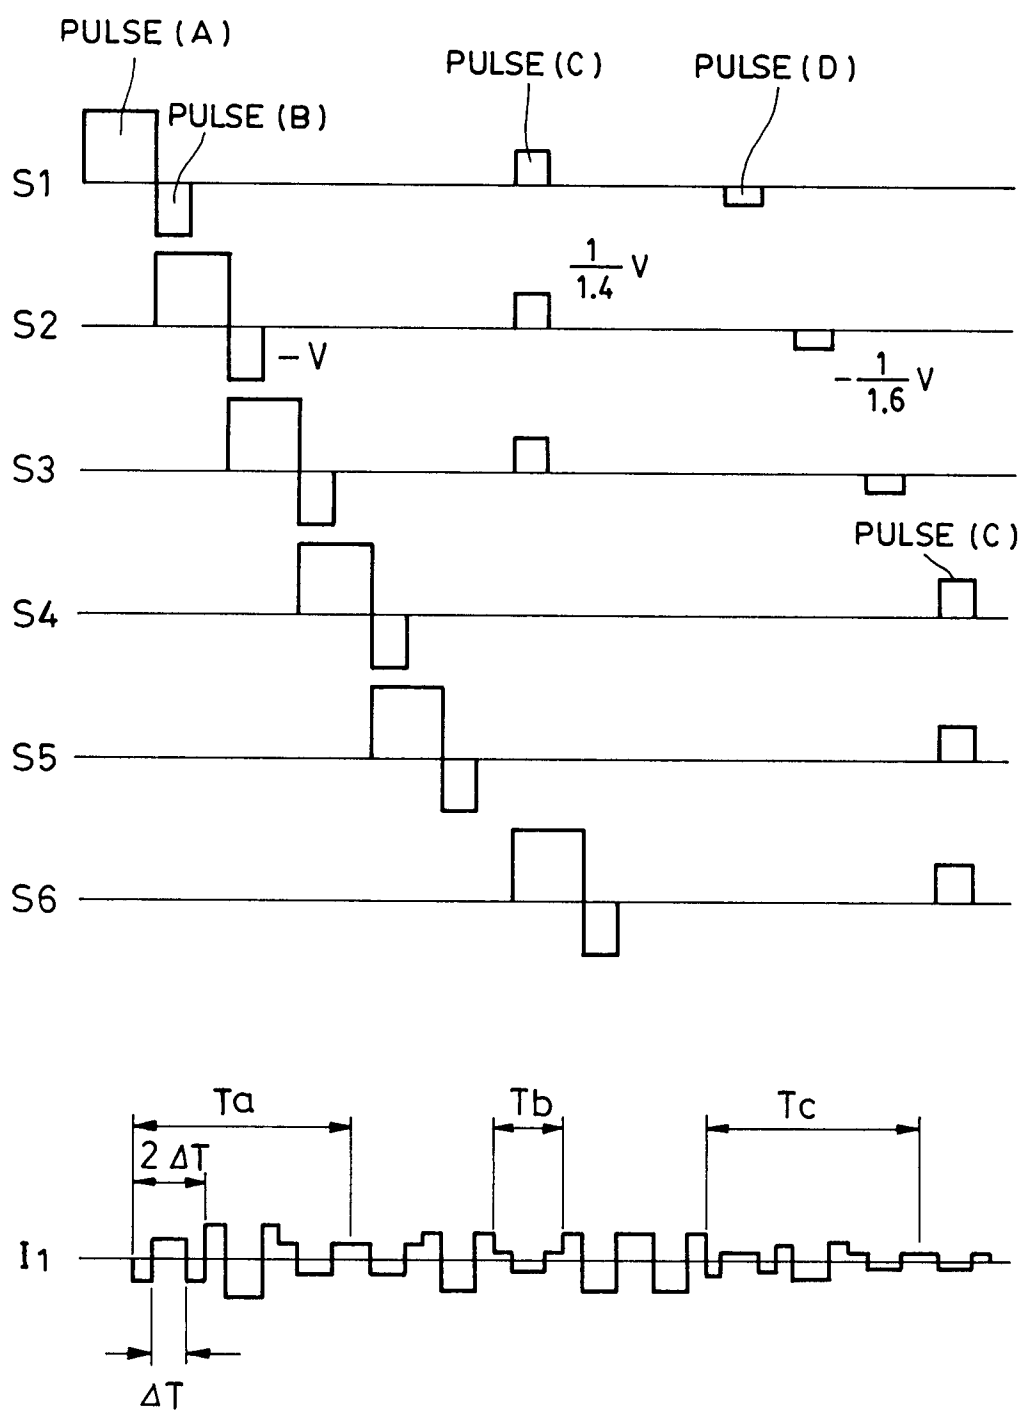 PULSE (A)
PULSE (C)
PULSE (D)
PULSE (B)
S1
1/1.4 V
S2
-V
-1/1.6 V
S3
PULSE (C)
S4
S5
S6
Ta
Tb
Tc
2 ΔT
I1
ΔT